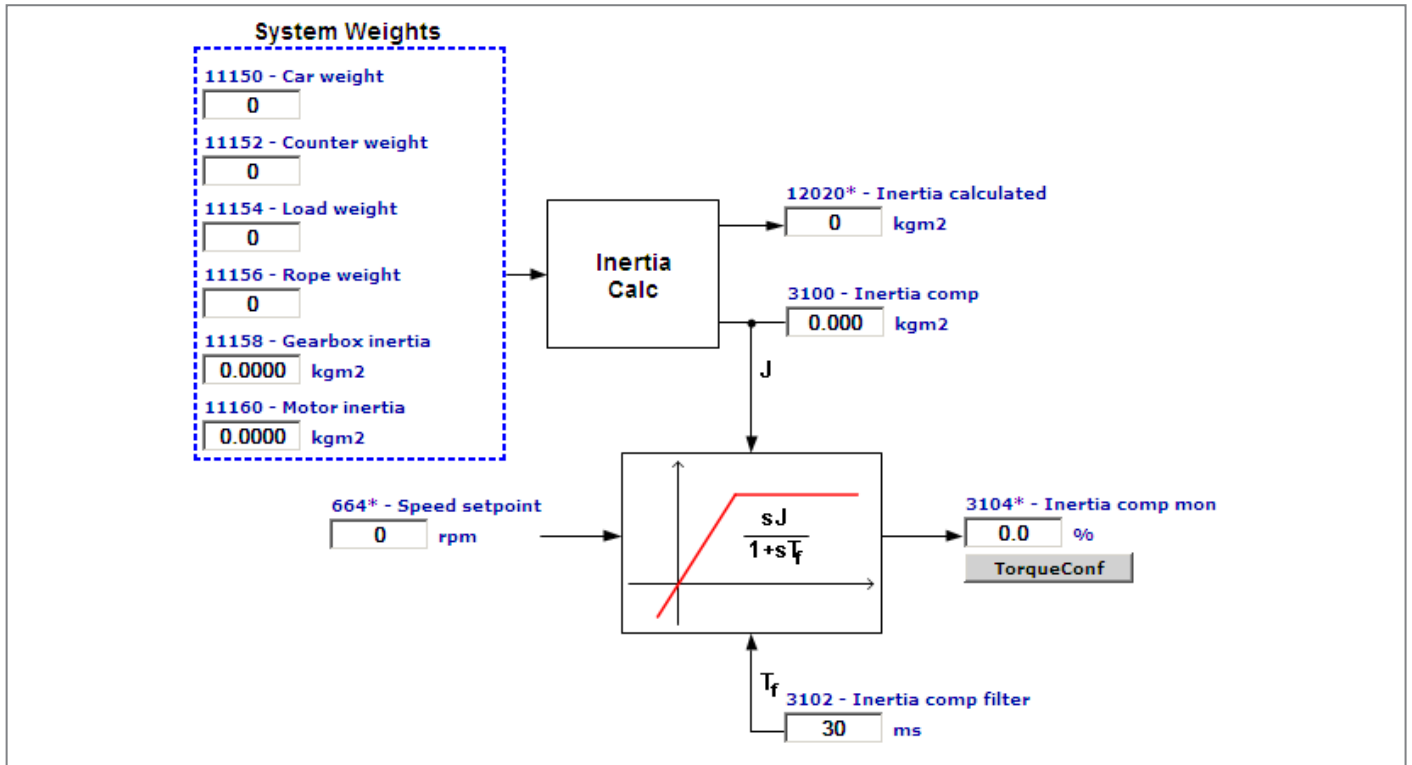 System Weights
11150 - Car weight
0
11152 - Counter weight
0
11154 - Load weight
0
11156 - Rope weight
0
11158 - Gearbox inertia
0.0000 kgm2
11160 - Motor inertia
0.0000 kgm2
Inertia
Calc
12020* - Inertia calculated
0 kgm2
3100 - Inertia comp
0.000 kgm2
J
664* - Speed setpoint
0 rpm
sJ
1+sTf
3104* - Inertia comp mon
0.0 %
TorqueConf
Tf
3102 - Inertia comp filter
30 ms